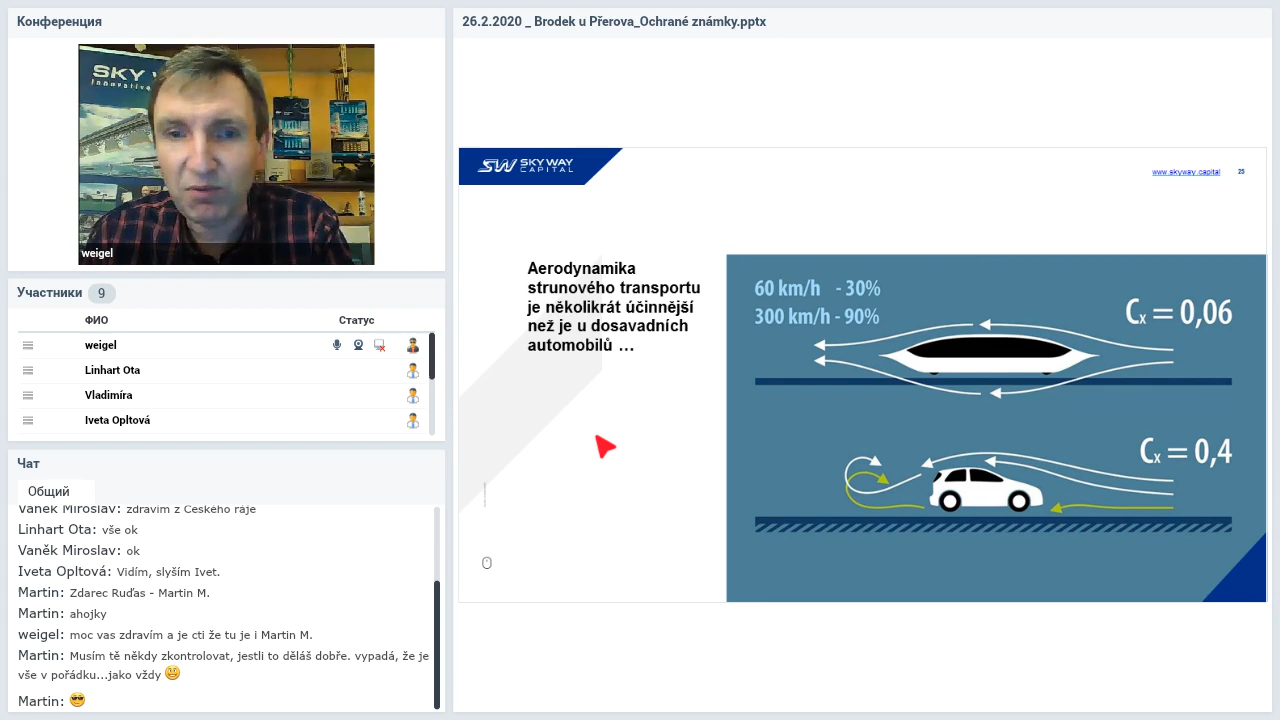 Конференция
SKY W
weigel
Участники 9
ФИО Статус
weigel
Linhart Ota
Vladimíra
Iveta Opltová
Чат
Общий
Vaněk Miroslav: zdravím z Českého ráje
Linhart Ota: vše ok
Vaněk Miroslav: ok
Iveta Opltová: Vidím, slyším Ivet.
Martin: Zdarec Ruďas - Martin M.
Martin: ahojky
weigel: moc vas zdravím a je cti že tu je i Martin M.
Martin: Musím tě někdy zkontrolovat, jestli to děláš dobře. vypadá, že je
vše v pořádku...jako vždy
Martin:
26.2.2020 _ Brodek u Přerova_Ochrané známky.pptx
SW SKY WAY
CAPITAL
www.skyway.capital 25
Aerodynamika
strunového transportu
je několikrát účinnější
než je u dosavadních
automobilů ...
60 km/h - 30%
300 km/h - 90%
Cx = 0,06
Cx = 0,4